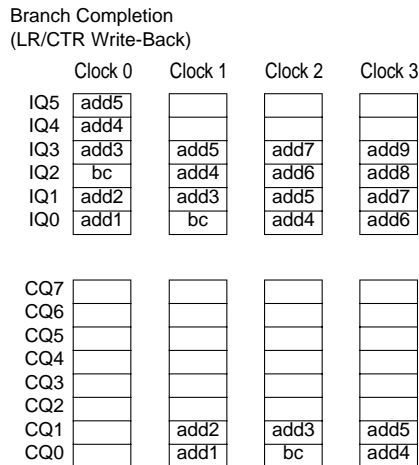 Branch Completion
(LR/CTR Write-Back)
Clock 0 Clock 1 Clock 2 Clock 3
IQ5 add5
IQ4 add4
IQ3 add3 add5 add7 add9
IQ2 bc add4 add6 add8
IQ1 add2 add3 add5 add7
IQ0 add1 bc add4 add6
CQ7
CQ6
CQ5
CQ4
CQ3
CQ2
CQ1 add2 add3 add5
CQ0 add1 bc add4